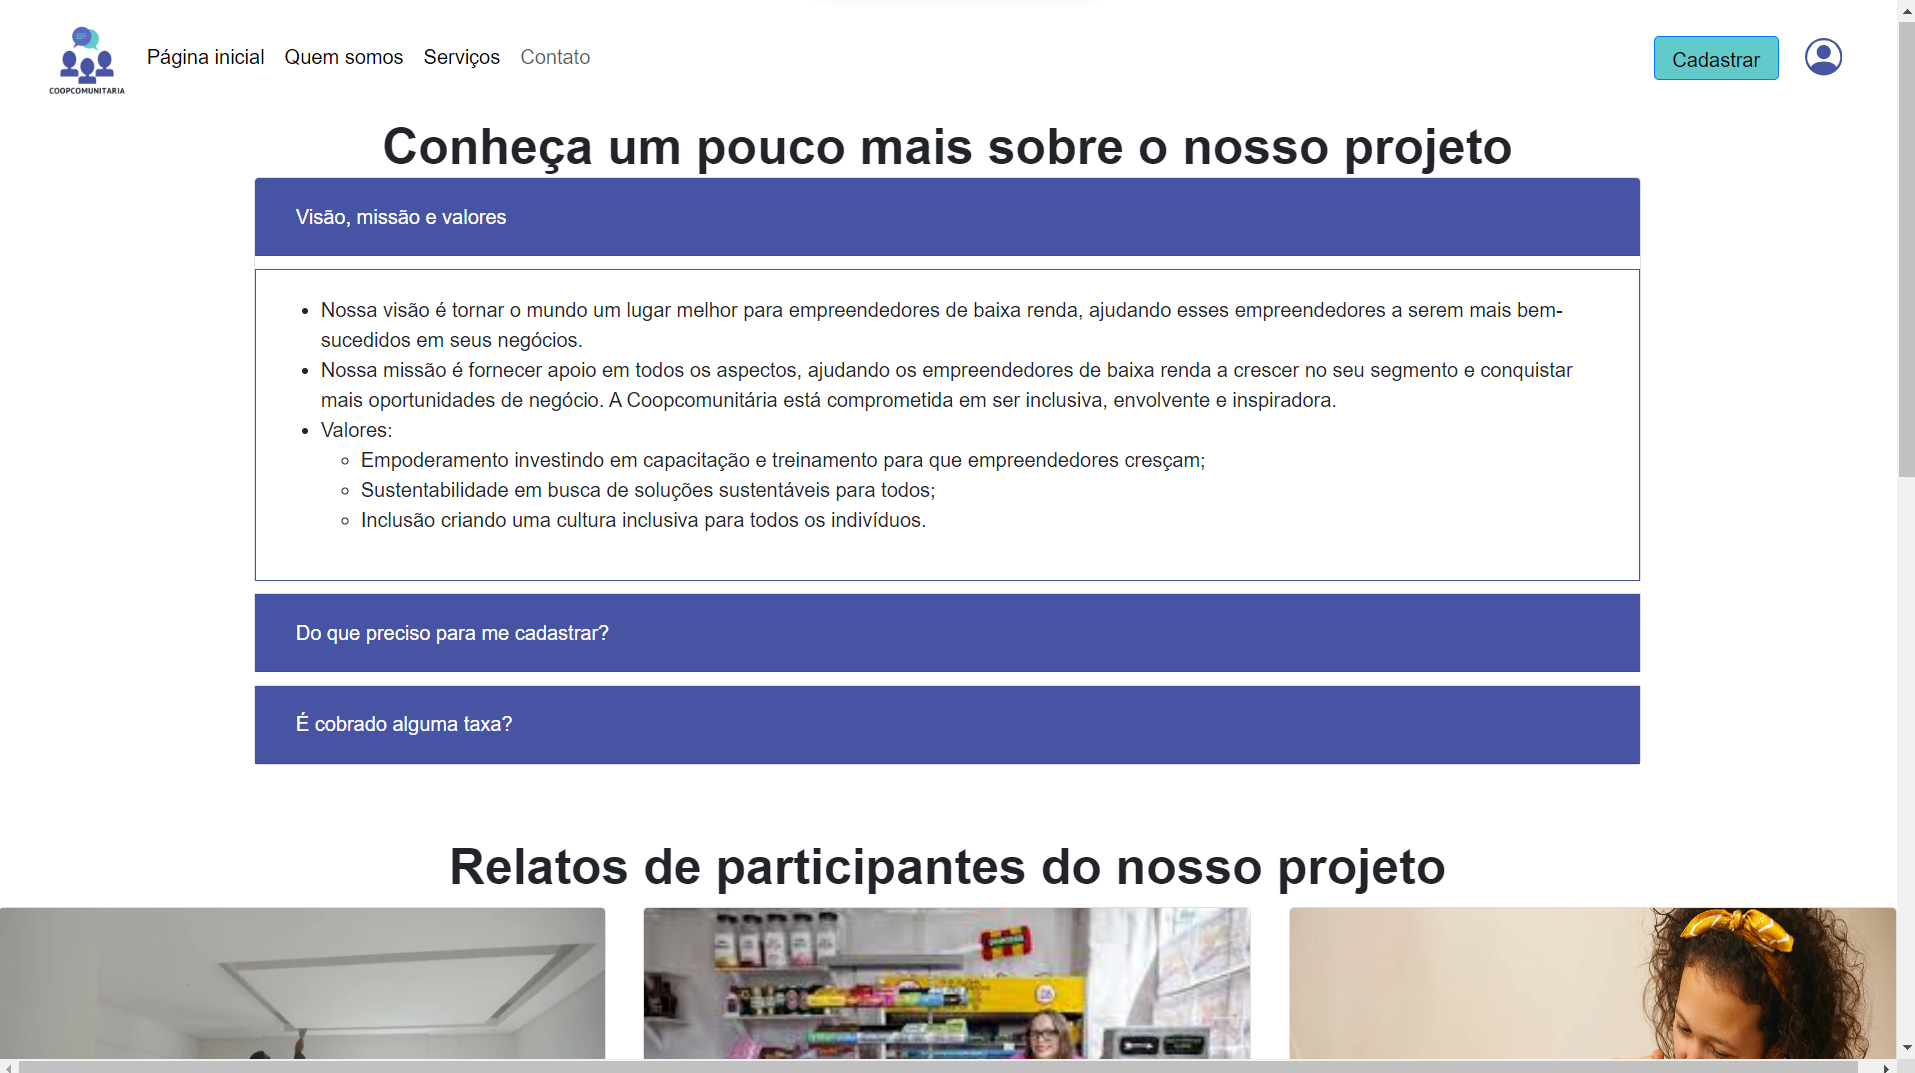 COOPCOMUNITARIA
Página inicial
Quem somos
Serviços
Contato
Cadastrar
Conheça um pouco mais sobre o nosso projeto
Visão, missão e valores
Nossa visão é tornar o mundo um lugar melhor para empreendedores de baixa renda, ajudando esses empreendedores a serem mais bem-
sucedidos em seus negócios.
Nossa missão é fornecer apoio em todos os aspectos, ajudando os empreendedores de baixa renda a crescer no seu segmento e conquistar
mais oportunidades de negócio. A Coopcomunitária está comprometida em ser inclusiva, envolvente e inspiradora.
Valores:
Empoderamento investindo em capacitação e treinamento para que empreendedores cresçam;
Sustentabilidade em busca de soluções sustentáveis para todos;
Inclusão criando uma cultura inclusiva para todos os indivíduos.
Do que preciso para me cadastrar?
É cobrado alguma taxa?
Relatos de participantes do nosso projeto